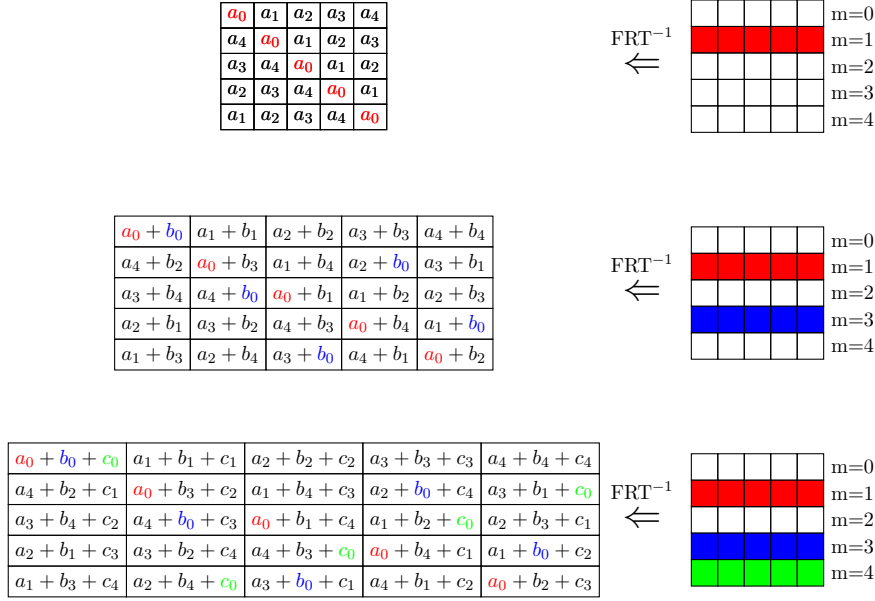 a₀ a₁ a₂ a₃ a₄ m=0
a₄ a₀ a₁ a₂ a₃ FRT⁻¹ m=1
a₃ a₄ a₀ a₁ a₂ ⇐ m=2
a₂ a₃ a₄ a₀ a₁ m=3
a₁ a₂ a₃ a₄ a₀ m=4
a₀ + b₀ a₁ + b₁ a₂ + b₂ a₃ + b₃ a₄ + b₄ m=0
a₄ + b₂ a₀ + b₃ a₁ + b₄ a₂ + b₀ a₃ + b₁ FRT⁻¹ m=1
a₃ + b₄ a₄ + b₀ a₀ + b₁ a₁ + b₂ a₂ + b₃ ⇐ m=2
a₂ + b₁ a₃ + b₂ a₄ + b₃ a₀ + b₄ a₁ + b₀ m=3
a₁ + b₃ a₂ + b₄ a₃ + b₀ a₄ + b₁ a₀ + b₂ m=4
a₀ + b₀ + c₀ a₁ + b₁ + c₁ a₂ + b₂ + c₂ a₃ + b₃ + c₃ a₄ + b₄ + c₄ m=0
a₄ + b₂ + c₁ a₀ + b₃ + c₂ a₁ + b₄ + c₃ a₂ + b₀ + c₄ a₃ + b₁ + c₀ FRT⁻¹ m=1
a₃ + b₄ + c₂ a₄ + b₀ + c₃ a₀ + b₁ + c₄ a₁ + b₂ + c₀ a₂ + b₃ + c₁ ⇐ m=2
a₂ + b₁ + c₃ a₃ + b₂ + c₄ a₄ + b₃ + c₀ a₀ + b₄ + c₁ a₁ + b₀ + c₂ m=3
a₁ + b₃ + c₄ a₂ + b₄ + c₀ a₃ + b₀ + c₁ a₄ + b₁ + c₂ a₀ + b₂ + c₃ m=4